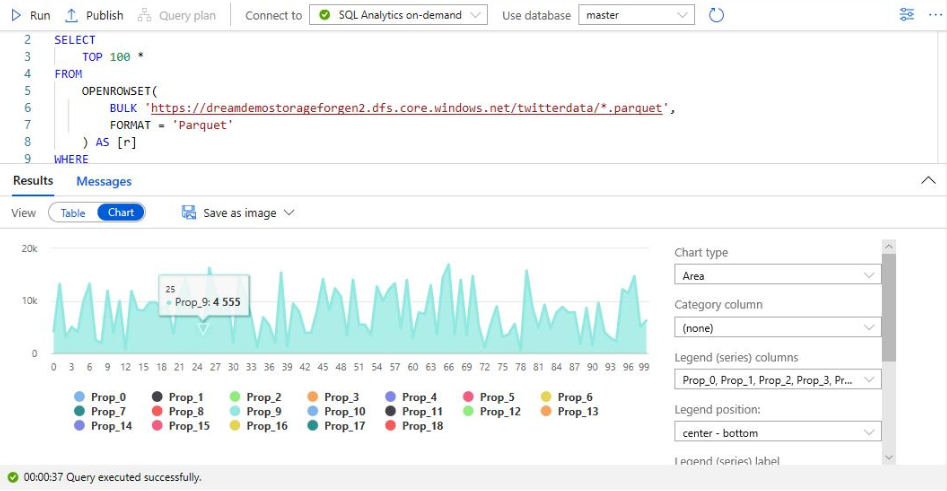 Run Publish Query plan Connect to SQL Analytics on-demand Use database master
2 SELECT
3 TOP 100 *
4 FROM
5 OPENROWSET(
6 BULK 'https://dreamdemostorageforgen2.dfs.core.windows.net/twitterdata/*.parquet',
7 FORMAT = 'Parquet'
8 ) AS [r]
9 WHERE
Results Messages
View Table Chart Save as image
20k
10k
0
25
Prop_9: 4 555
0 3 6 9 12 15 18 21 24 27 30 33 36 39 42 45 48 51 54 57 60 63 66 69 72 75 78 81 84 87 90 93 96 99
Prop_0 Prop_1 Prop_2 Prop_3 Prop_4 Prop_5 Prop_6
Prop_7 Prop_8 Prop_9 Prop_10 Prop_11 Prop_12 Prop_13
Prop_14 Prop_15 Prop_16 Prop_17 Prop_18
Chart type
Area
Category column
(none)
Legend (series) columns
Prop_0, Prop_1, Prop_2, Prop_3, Pr...
Legend position:
center - bottom
Legend (series) label
00:00:37 Query executed successfully.